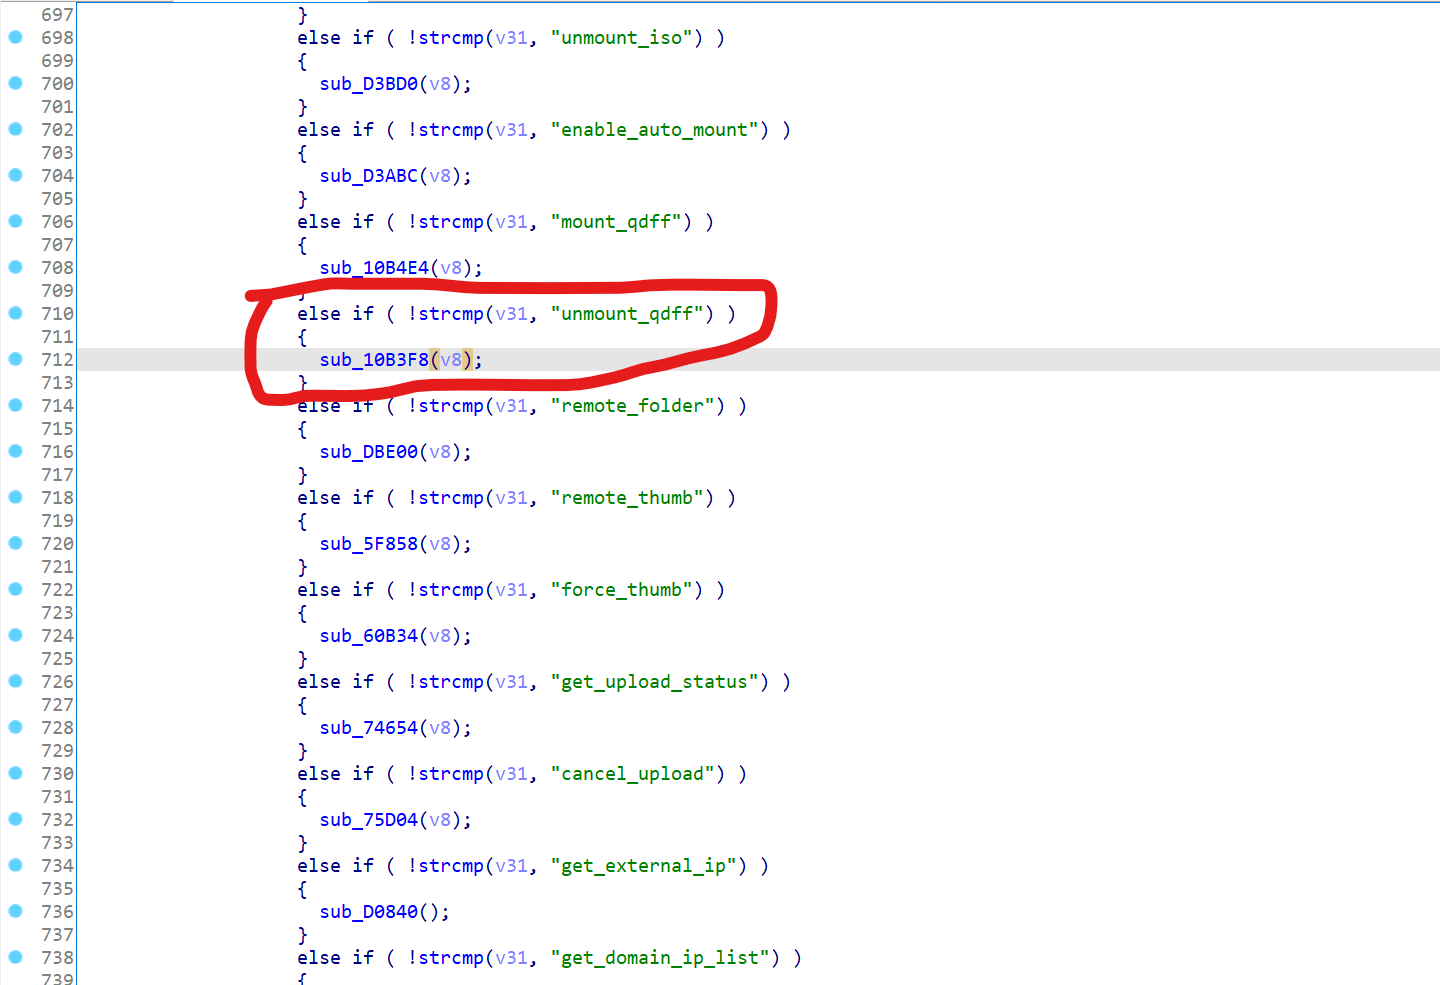 697 }
698 else if ( !strcmp(v31, "unmount_iso") )
699 {
700 sub_D3BD0(v8);
701 }
702 else if ( !strcmp(v31, "enable_auto_mount") )
703 {
704 sub_D3ABC(v8);
705 }
706 else if ( !strcmp(v31, "mount_qdff") )
707 {
708 sub_10B4E4(v8);
709 }
710 else if ( !strcmp(v31, "unmount_qdff") )
711 {
712 sub_10B3F8(v8);
713 }
714 else if ( !strcmp(v31, "remote_folder") )
715 {
716 sub_DBE00(v8);
717 }
718 else if ( !strcmp(v31, "remote_thumb") )
719 {
720 sub_5F858(v8);
721 }
722 else if ( !strcmp(v31, "force_thumb") )
723 {
724 sub_60B34(v8);
725 }
726 else if ( !strcmp(v31, "get_upload_status") )
727 {
728 sub_74654(v8);
729 }
730 else if ( !strcmp(v31, "cancel_upload") )
731 {
732 sub_75D04(v8);
733 }
734 else if ( !strcmp(v31, "get_external_ip") )
735 {
736 sub_D0840();
737 }
738 else if ( !strcmp(v31, "get_domain_ip_list") )
739 {